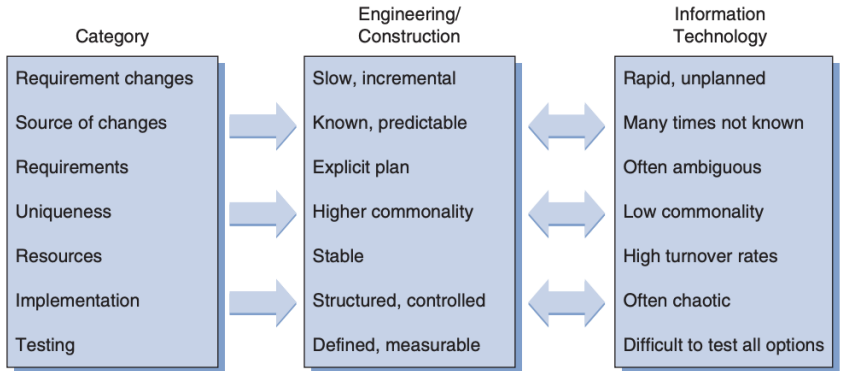 Category
Engineering/
Construction
Information
Technology
Requirement changes
Slow, incremental
Rapid, unplanned
Source of changes
Known, predictable
Many times not known
Requirements
Explicit plan
Often ambiguous
Uniqueness
Higher commonality
Low commonality
Resources
Stable
High turnover rates
Implementation
Structured, controlled
Often chaotic
Testing
Defined, measurable
Difficult to test all options